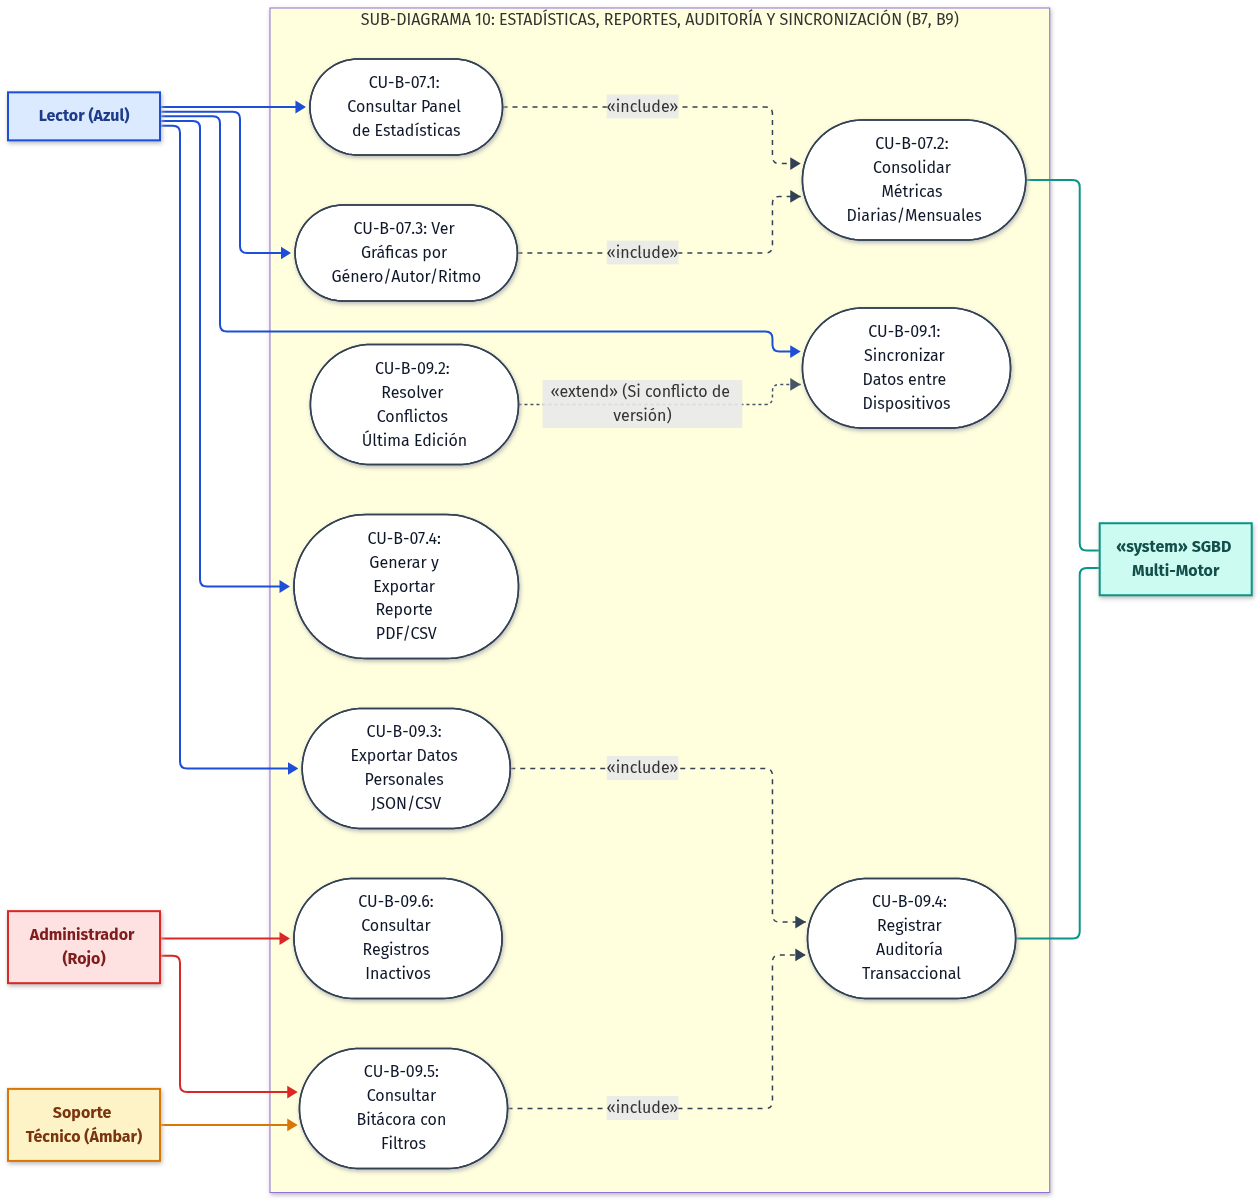 SUB-DIAGRAMA 10: ESTADÍSTICAS, REPORTES, AUDITORÍA Y SINCRONIZACIÓN (B7, B9)
Lector (Azul)
CU-B-07.1:
Consultar Panel
de Estadísticas
«include»
CU-B-07.2:
Consolidar
Métricas
Diarias/Mensuales
CU-B-07.3: Ver
Gráficas por
Género/Autor/Ritmo
«include»
CU-B-09.1:
Sincronizar
Datos entre
Dispositivos
CU-B-09.2:
Resolver
Conflictos
Última Edición
«extend» (Si conflicto de
versión)
CU-B-07.4:
Generar y
Exportar
Reporte
PDF/CSV
«system» SGBD
Multi-Motor
CU-B-09.3:
Exportar Datos
Personales
JSON/CSV
«include»
Administrador
(Rojo)
CU-B-09.6:
Consultar
Registros
Inactivos
CU-B-09.4:
Registrar
Auditoría
Transaccional
Soporte
Técnico (Ámbar)
CU-B-09.5:
Consultar
Bitácora con
Filtros
«include»